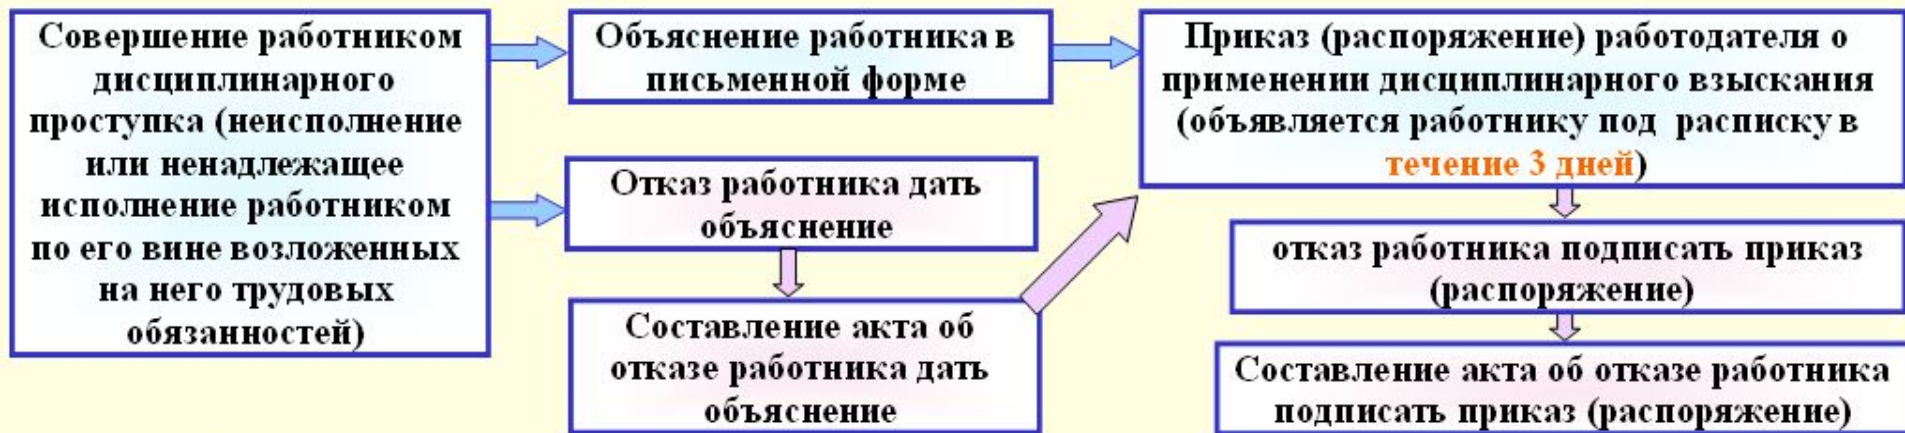 Совершение работником
дисциплинарного
проступка (неисполнение
или ненадлежащее
исполнение работником
по его вине возложенных
на него трудовых
обязанностей)
Объяснение работника в
письменной форме
Отказ работника дать
объяснение
Составление акта об
отказе работника дать
объяснение
Приказ (распоряжение) работодателя о
применении дисциплинарного взыскания
(объявляется работнику под расписку в
течение 3 дней)
отказ работника подписать приказ
(распоряжение)
Составление акта об отказе работника
подписать приказ (распоряжение)